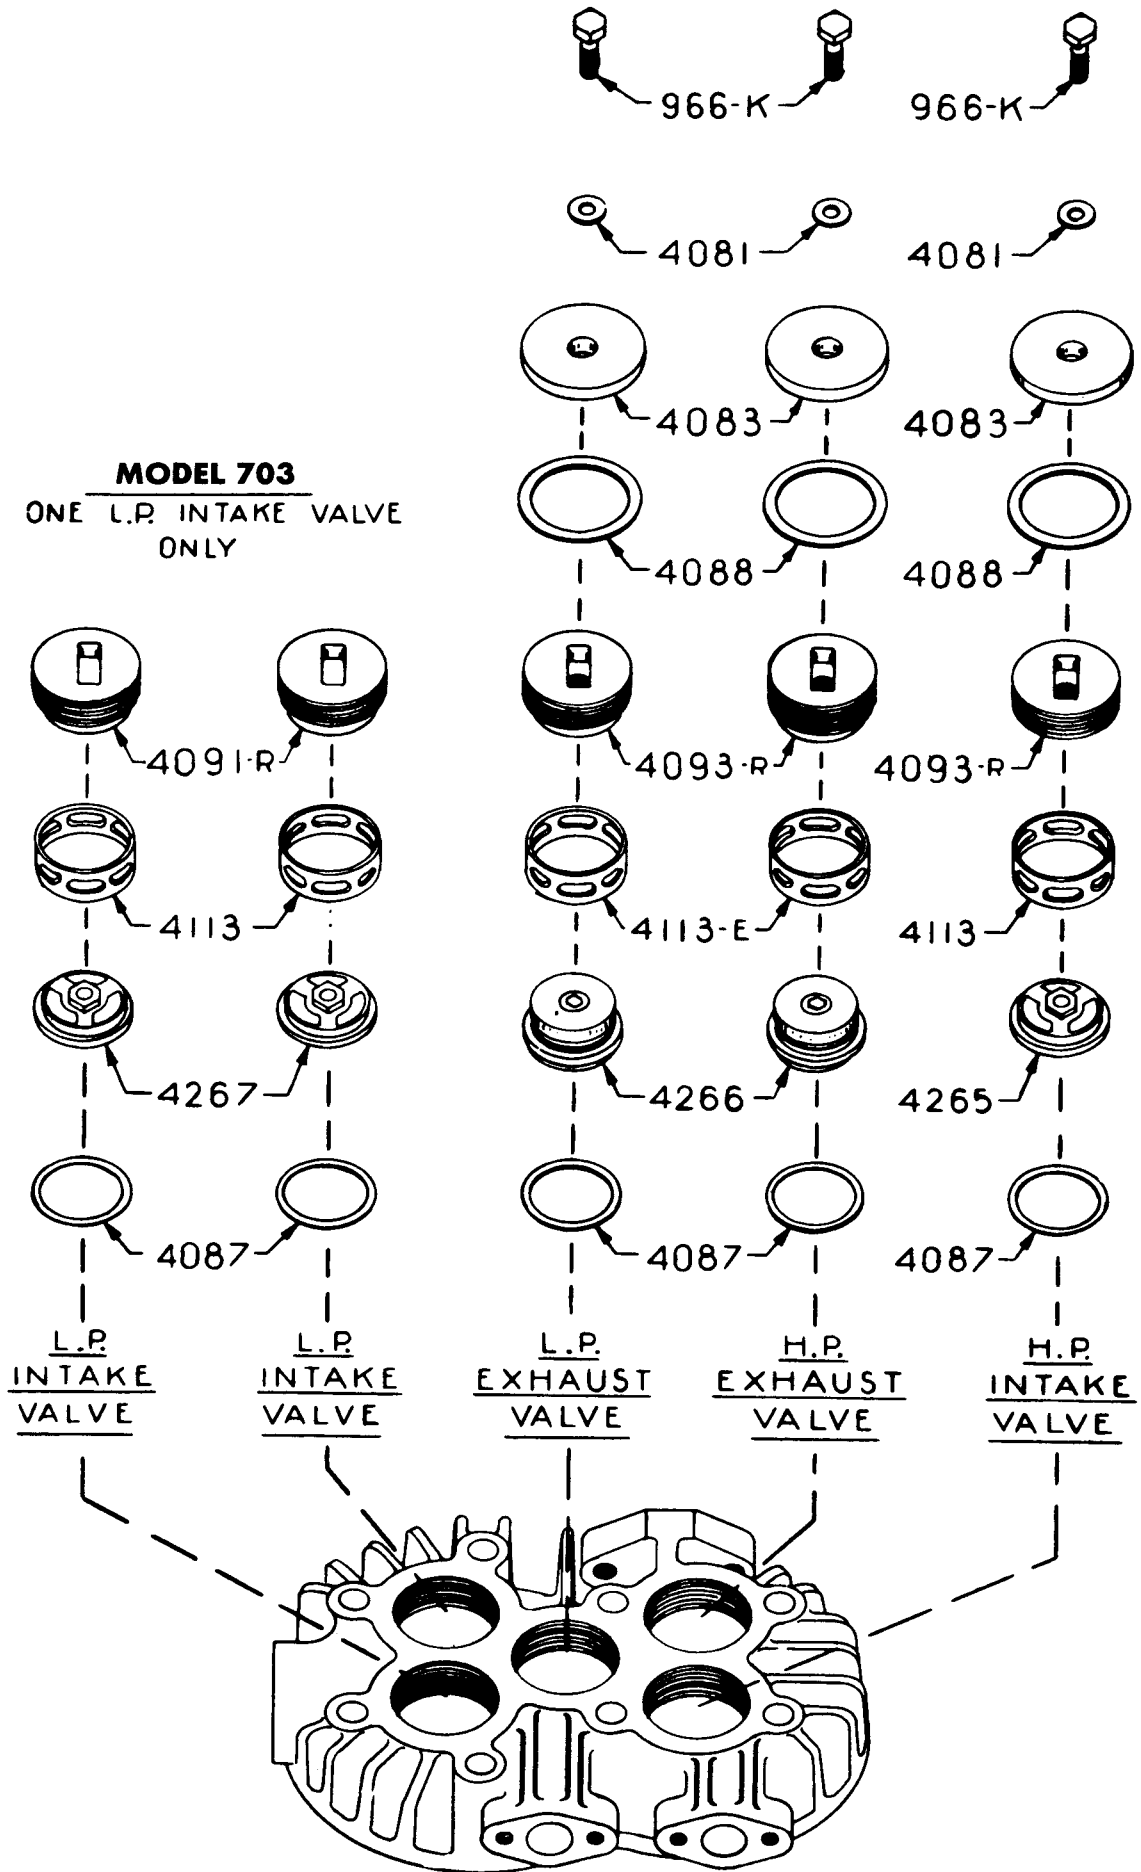 966-K 966-K
4081 4081
4083 4083
MODEL 703
ONE L.P. INTAKE VALVE
ONLY
4088 4088
4091-R 4093-R 4093-R
4113 4113-E 4113
4267 4266 4265
4087 4087 4087
L.P. INTAKE VALVE
L.P. INTAKE VALVE
L.P. EXHAUST VALVE
H.P. EXHAUST VALVE
H.P. INTAKE VALVE